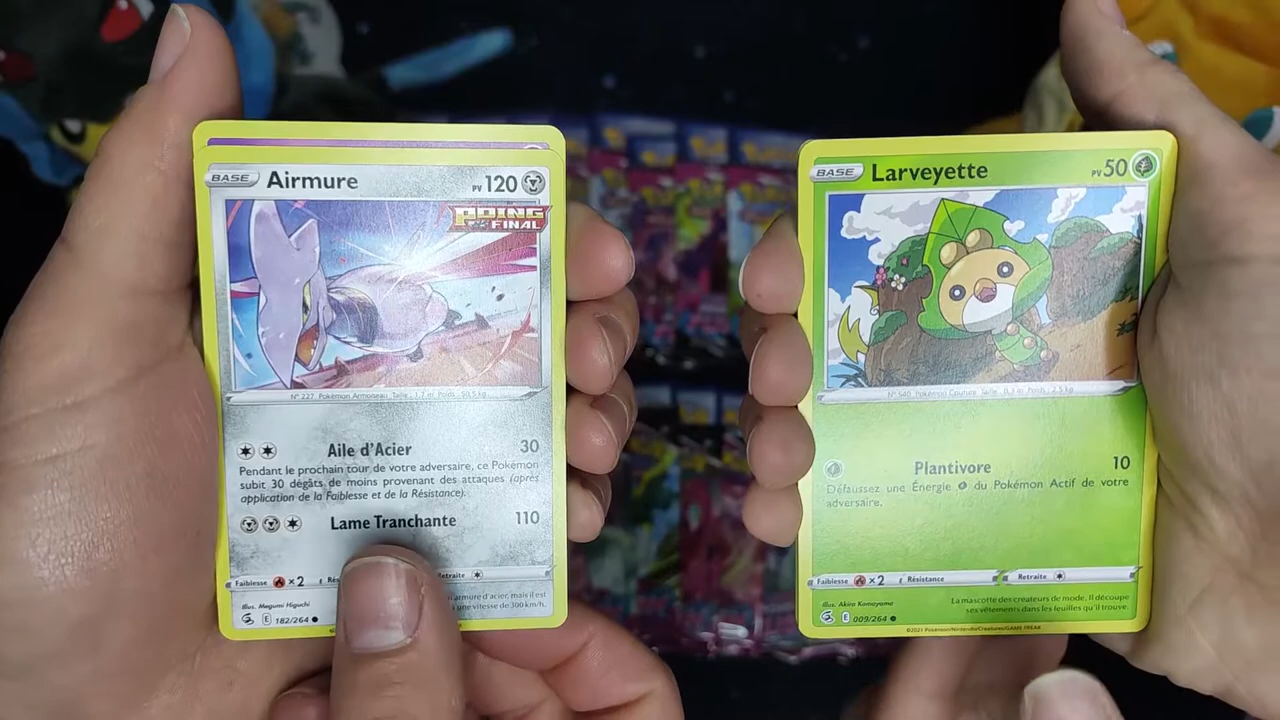 BASE Airmure PV 120
POING
FINAL
N° 227 Pokémon Armoiseau Taille : 1,7 m Poids : 50,5 kg
Aile d'Acier 30
Pendant le prochain tour de votre adversaire, ce Pokémon
subit 30 dégâts de moins provenant des attaques (après
application de la Faiblesse et de la Résistance).
Lame Tranchante 110
Faiblesse ×2 Rés Retraite
Illus. Megumi Higuchi
armure d'acier, mais il est
une vitesse de 300 km/h.
E 182/264
BASE Larveyette PV 50
N° 540 Pokémon Couture Taille : 0,3 m Poids : 2,5 kg
Plantivore 10
Défaussez une Énergie du Pokémon Actif de votre
adversaire.
Faiblesse ×2 Résistance Retraite
Illus. Akira Komayama
La mascotte des créateurs de mode. Il découpe
ses vêtements dans les feuilles qu'il trouve.
E 009/264
©2021 Pokémon/Nintendo/Creatures/GAME FREAK